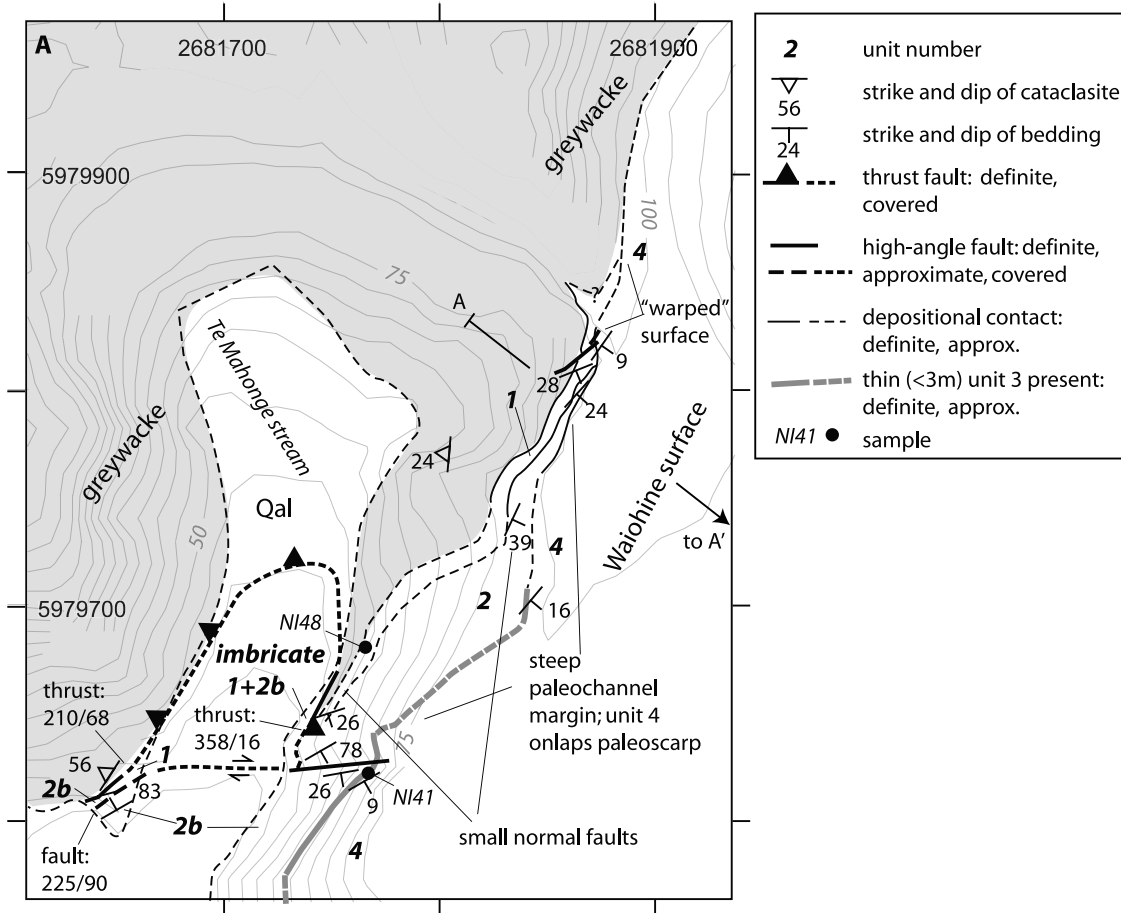 A
2681700
2681900
greywacke
5979900
100
4
75
A
"warped"
surface
9
28
24
1
Te Mahonge stream
greywacke
24
Waiohine surface
Qal
50
39
4
to A'
5979700
2
16
NI48
imbricate
1+2b
steep
paleochannel
margin; unit 4
onlaps paleoscarp
thrust:
210/68
thrust:
358/16
26
78
75
1
56
83
2b
26
9
NI41
2b
small normal faults
4
fault:
225/90
2
unit number
56
strike and dip of cataclasite
24
strike and dip of bedding
thrust fault: definite,
covered
high-angle fault: definite,
approximate, covered
depositional contact:
definite, approx.
thin (<3m) unit 3 present:
definite, approx.
NI41
sample